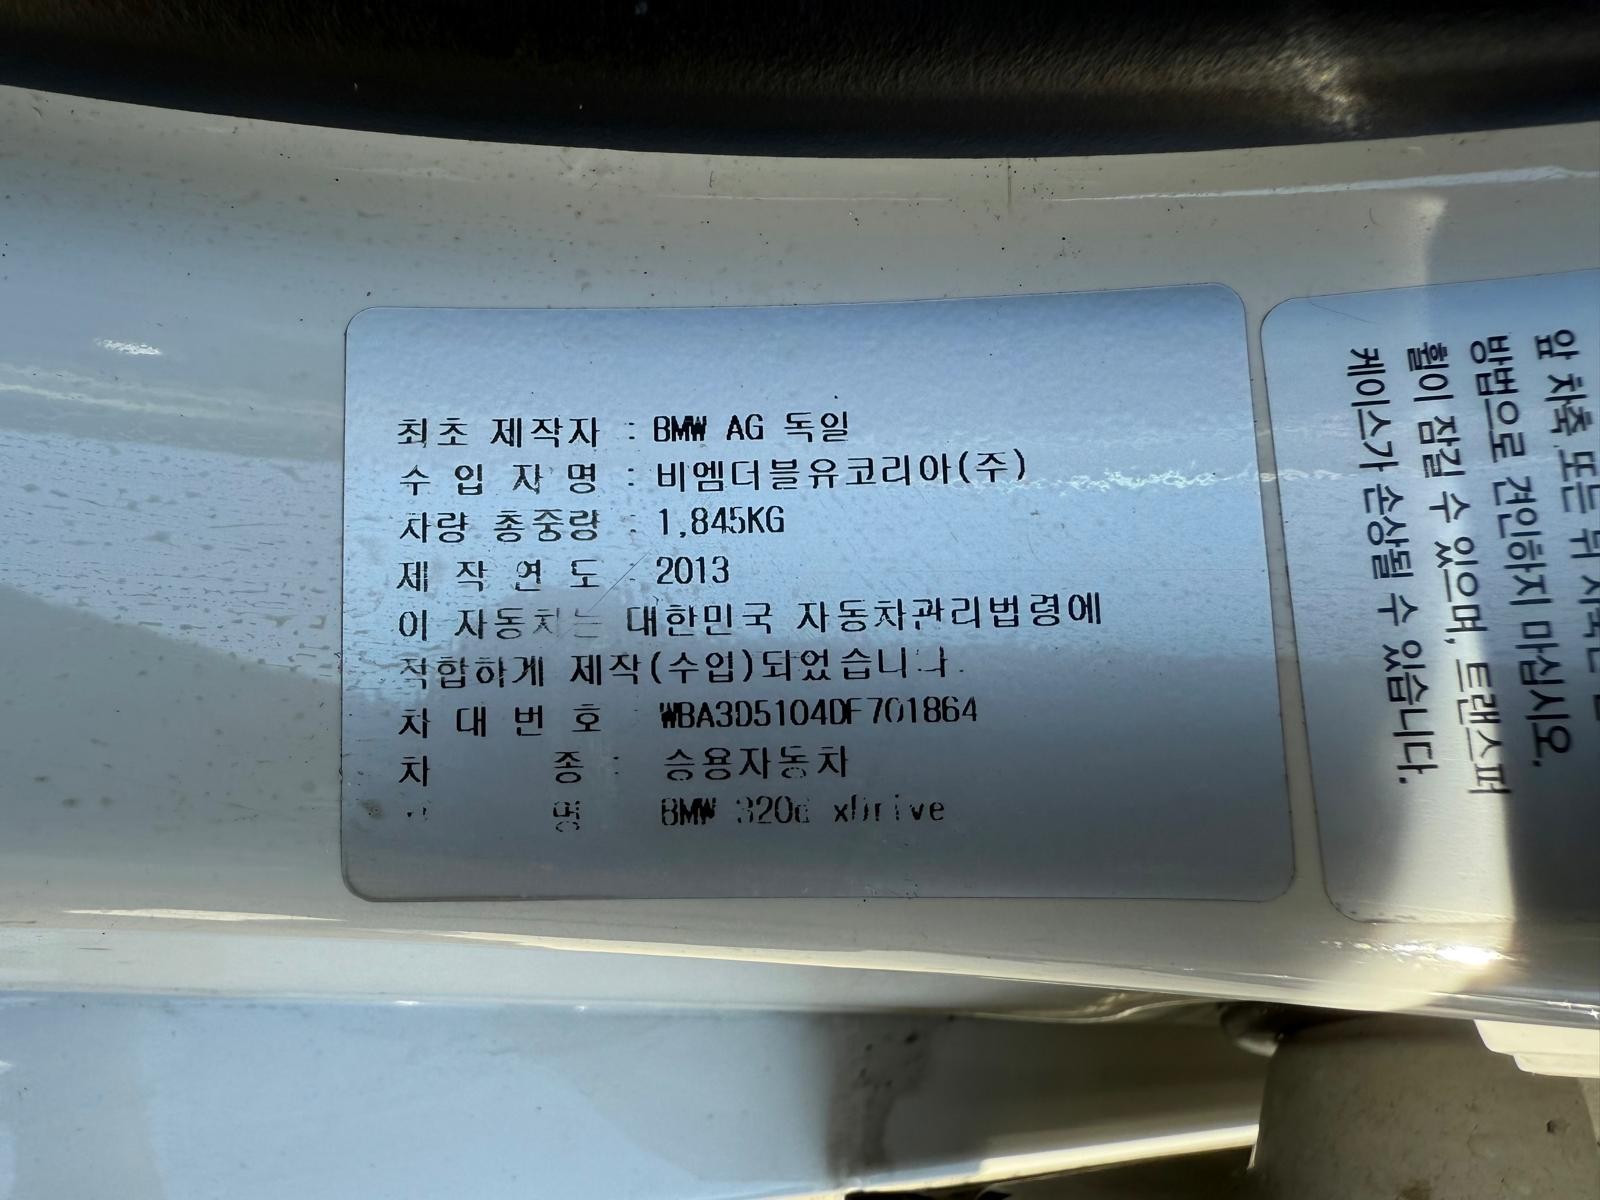 최초 제작자 : BMW AG 독일
수 입 자 명 : 비엠더블유코리아(주)
차량 총중량 : 1,845KG
제 작 연 도 : 2013
이 자동차는 대한민국 자동차관리법령에
적합하게 제작(수입)되었습니다.
차 대 번 호 WBA3D5104DF701864
차 종 : 승용자동차
명 BMW 320d xDrive
앞 차축 또는 뒤
방법으로 견인하지 마십시오.
휠이 잠길 수 있으며, 트랜스퍼
케이스가 손상될 수 있습니다.